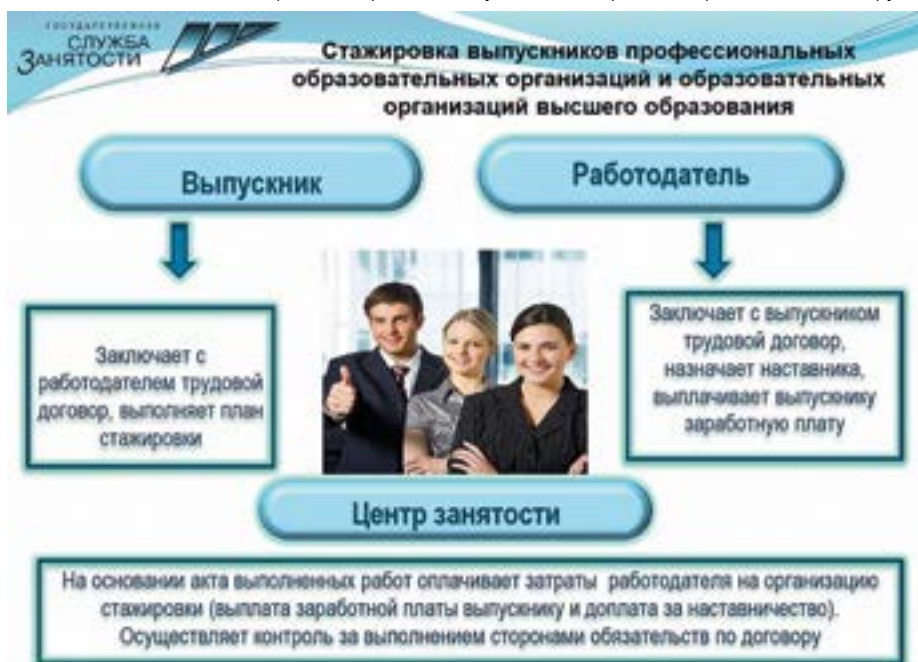 ГОСУДАРСТВЕННАЯ
СЛУЖБА
ЗАНЯТОСТИ
Стажировка выпускников профессиональных
образовательных организаций и образовательных
организаций высшего образования
Выпускник
Работодатель
Заключает с
работодателем трудовой
договор, выполняет план
стажировки
Заключает с выпускником
трудовой договор,
назначает наставника,
выплачивает выпускнику
заработную плату
Центр занятости
На основании акта выполненных работ оплачивает затраты работодателя на организацию
стажировки (выплата заработной платы выпускнику и доплата за наставничество).
Осуществляет контроль за выполнением сторонами обязательств по договору